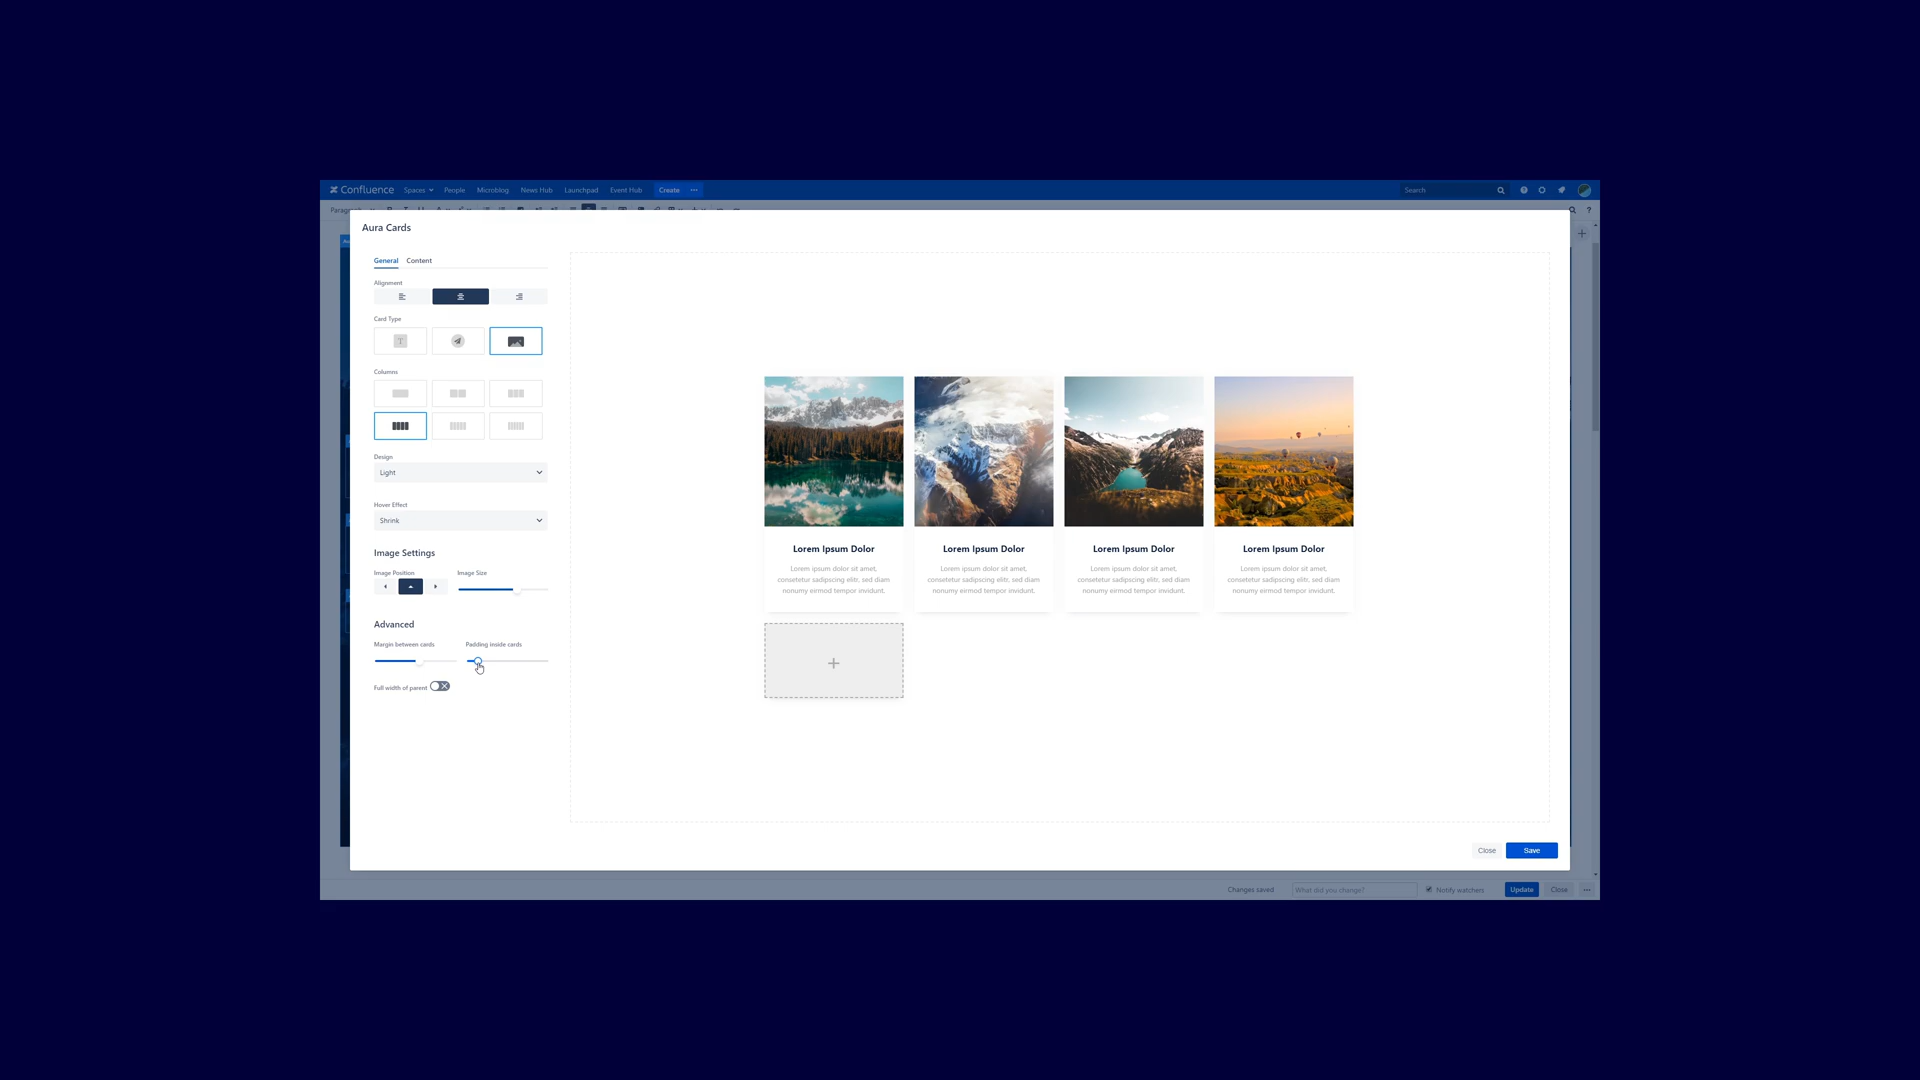 Confluence Spaces People Microblog News Hub Launchpad Event Hub Create Search
Aura Cards
General Content
Alignment
Card Type
Columns
Design
Light
Hover Effect
Shrink
Image Settings
Image Position Image Size
Advanced
Margin between cards Padding inside cards
Full width of parent
Lorem Ipsum Dolor
Lorem ipsum dolor sit amet,
consetetur sadipscing elitr, sed diam
nonumy eirmod tempor invidunt.
Lorem Ipsum Dolor
Lorem ipsum dolor sit amet,
consetetur sadipscing elitr, sed diam
nonumy eirmod tempor invidunt.
Lorem Ipsum Dolor
Lorem ipsum dolor sit amet,
consetetur sadipscing elitr, sed diam
nonumy eirmod tempor invidunt.
Lorem Ipsum Dolor
Lorem ipsum dolor sit amet,
consetetur sadipscing elitr, sed diam
nonumy eirmod tempor invidunt.
Close Save
Changes saved What did you change? Notify watchers Update Close